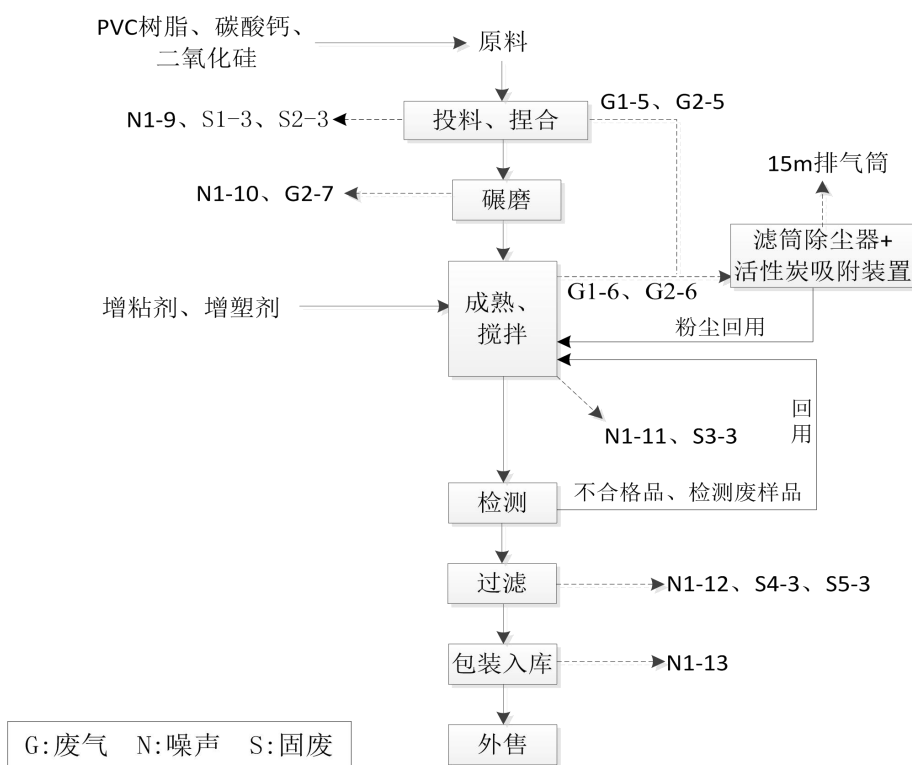 PVC树脂、碳酸钙、
二氧化硅
原料
G1-5、G2-5
N1-9、S1-3、S2-3
投料、捏合
15m排气筒
N1-10、G2-7
碾磨
滤筒除尘器+
活性炭吸附装置
G1-6、G2-6
增粘剂、增塑剂
成熟、
搅拌
粉尘回用
回
用
N1-11、S3-3
不合格品、检测废样品
检测
过滤
N1-12、S4-3、S5-3
包装入库
N1-13
外售
G:废气 N:噪声 S:固废